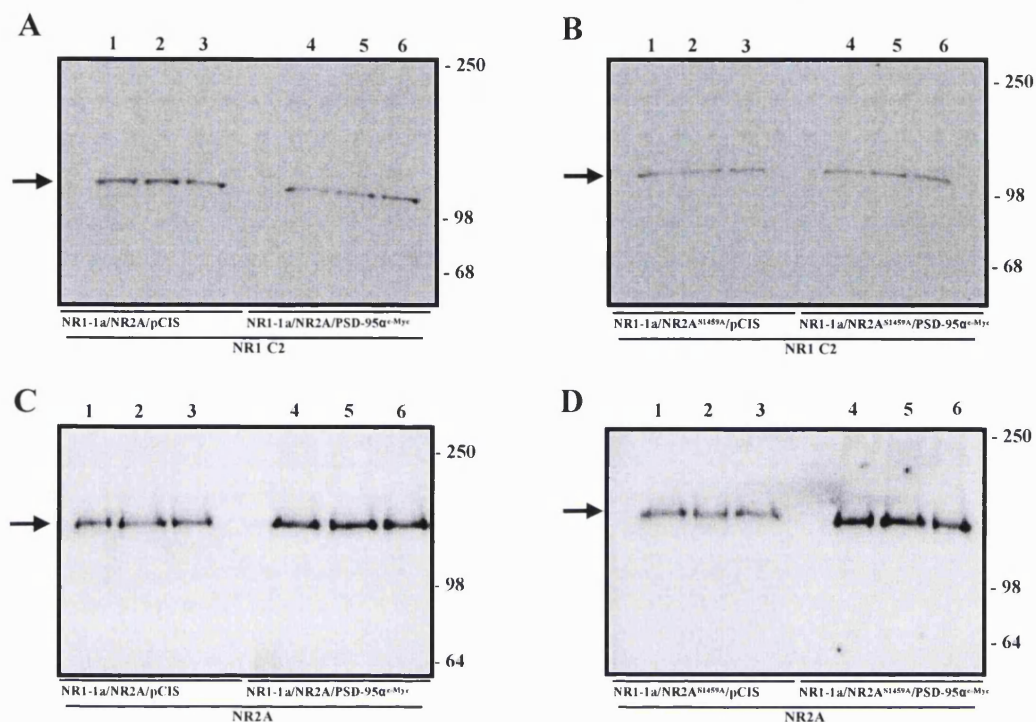 A
B
1 2 3 4 5 6
1 2 3 4 5 6
- 250
- 98
- 68
- 250
- 98
- 68
NR1-1a/NR2A/pCIS NR1-1a/NR2A/PSD-95αc-Myc
NR1 C2
NR1-1a/NR2AS1459A/pCIS NR1-1a/NR2AS1459A/PSD-95αc-Myc
NR1 C2
C
D
1 2 3 4 5 6
1 2 3 4 5 6
- 250
- 98
- 64
- 250
- 98
- 64
NR1-1a/NR2A/pCIS NR1-1a/NR2A/PSD-95αc-Myc
NR2A
NR1-1a/NR2AS1459A/pCIS NR1-1a/NR2AS1459A/PSD-95αc-Myc
NR2A